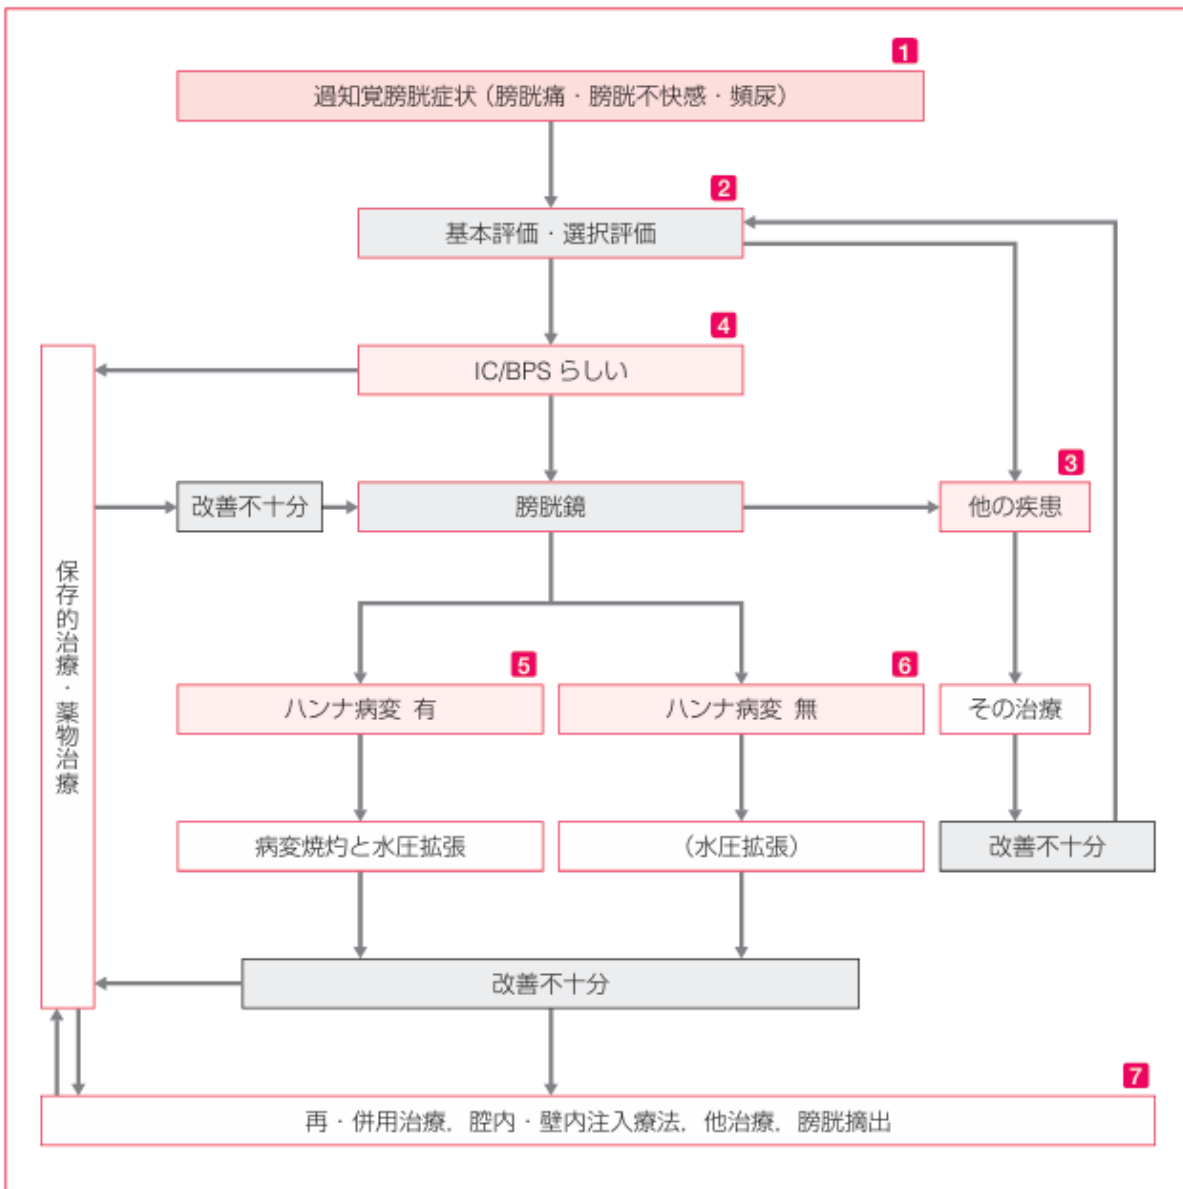 1
過知覚膀胱症状（膀胱痛・膀胱不快感・頻尿）
2
基本評価・選択評価
4
IC/BPS らしい
3
改善不十分
膀胱鏡
他の疾患
保存的治療・薬物治療
5
6
ハンナ病変 有
ハンナ病変 無
その治療
病変焼灼と水圧拡張
（水圧拡張）
改善不十分
改善不十分
7
再・併用治療，腔内・壁内注入療法，他治療，膀胱摘出